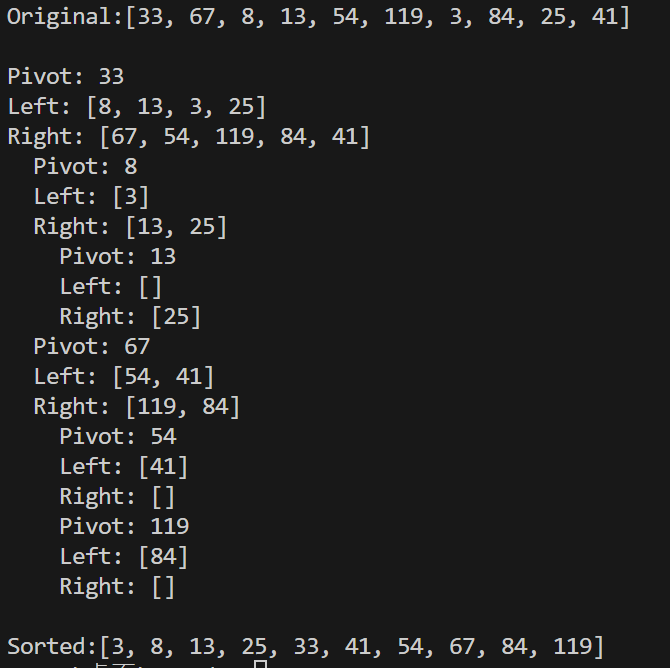 Original:[33, 67, 8, 13, 54, 119, 3, 84, 25, 41]
Pivot: 33
Left: [8, 13, 3, 25]
Right: [67, 54, 119, 84, 41]
Pivot: 8
Left: [3]
Right: [13, 25]
Pivot: 13
Left: []
Right: [25]
Pivot: 67
Left: [54, 41]
Right: [119, 84]
Pivot: 54
Left: [41]
Right: []
Pivot: 119
Left: [84]
Right: []
Sorted:[3, 8, 13, 25, 33, 41, 54, 67, 84, 119]